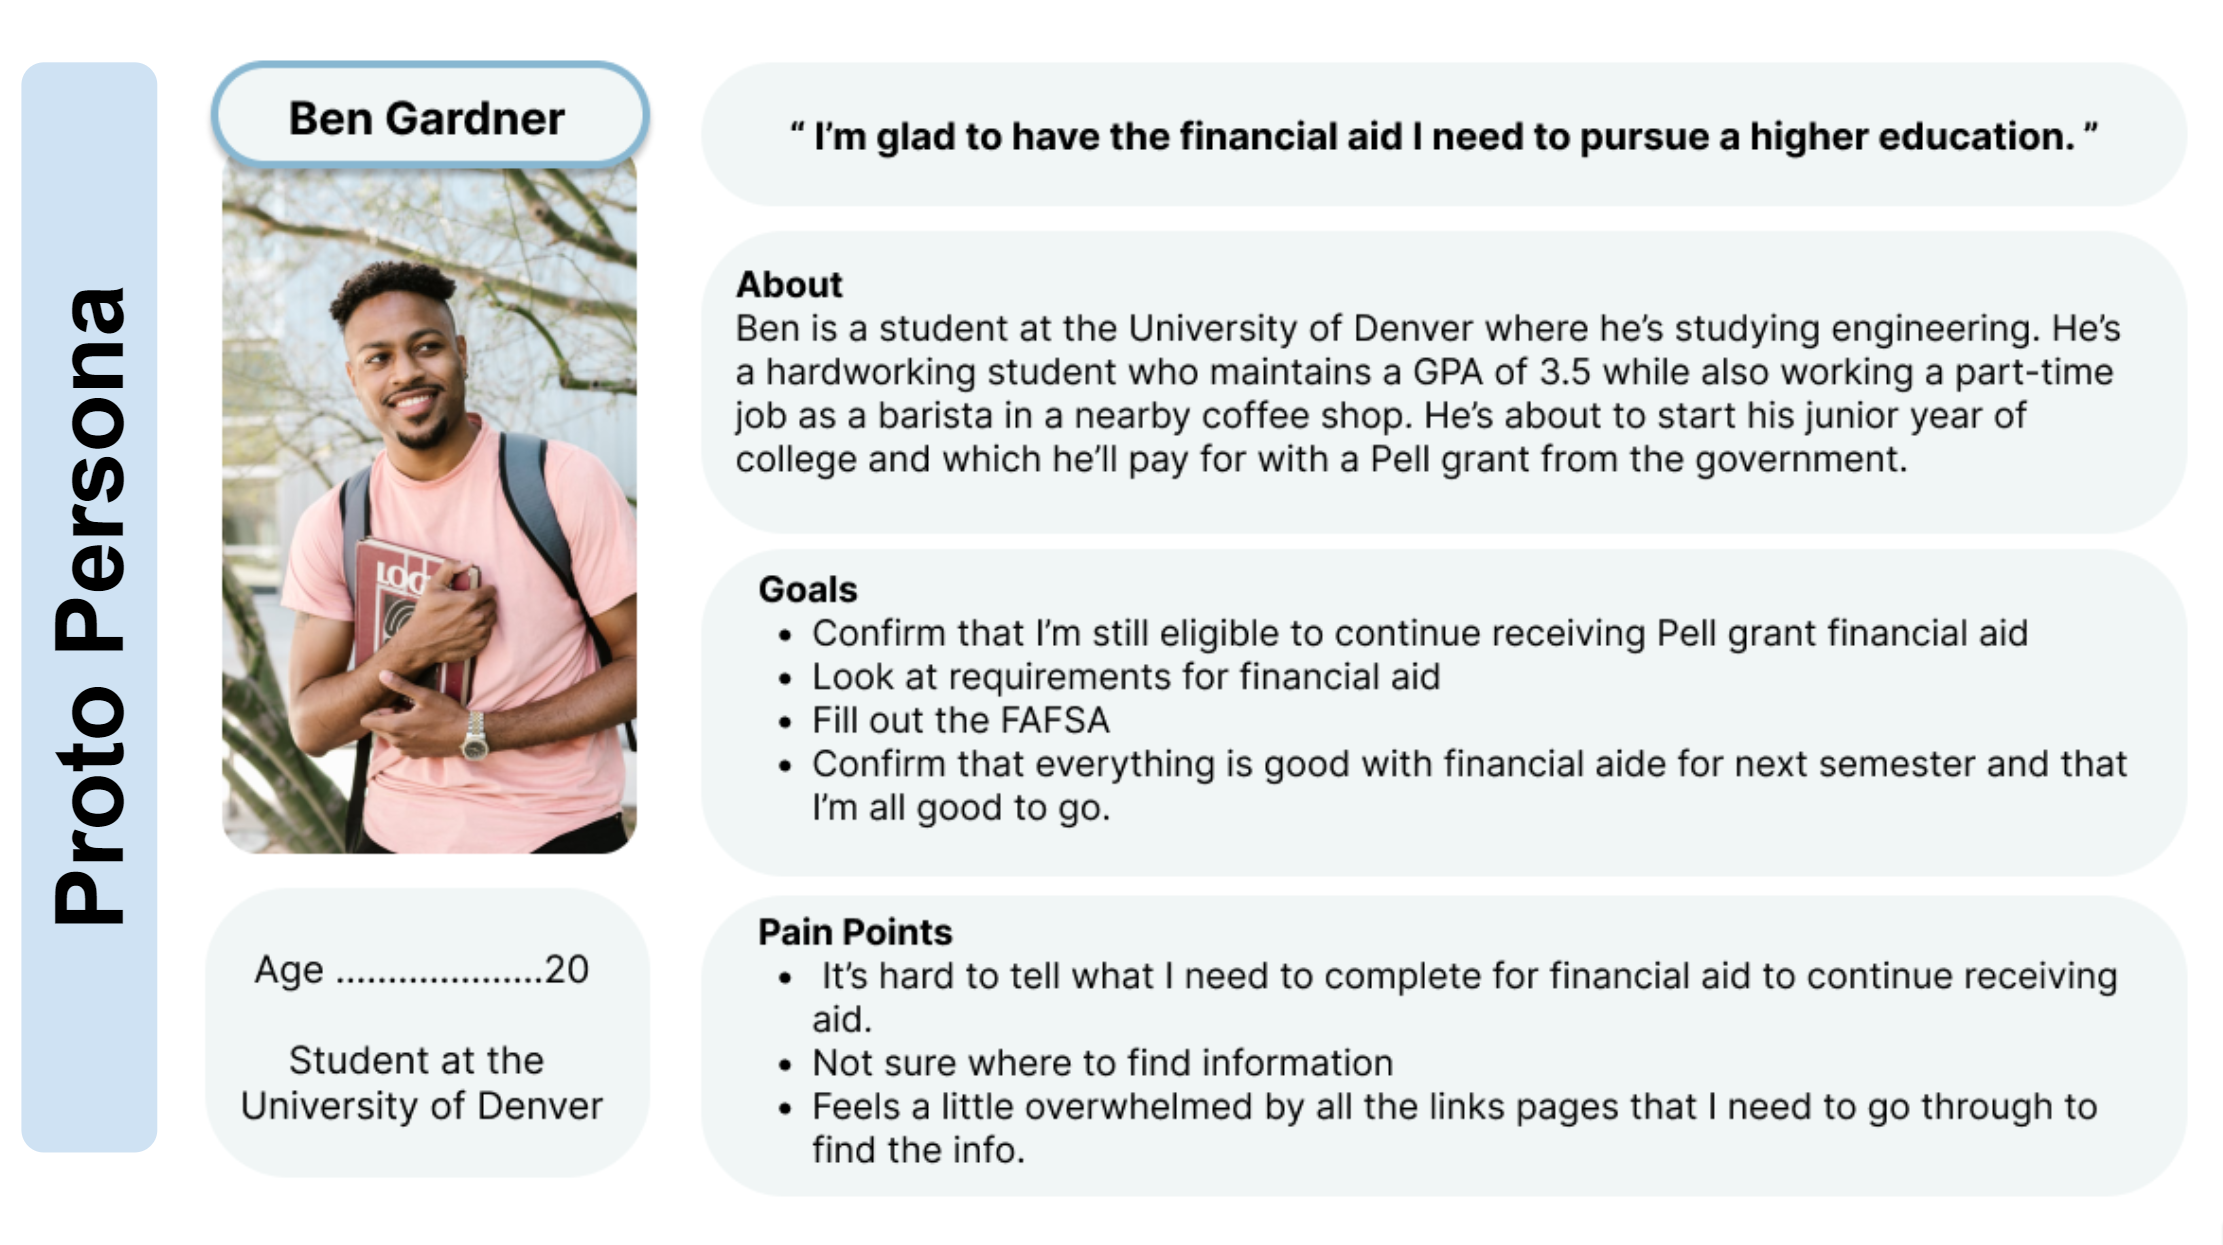 Proto Persona
Ben Gardner
“ I’m glad to have the financial aid I need to pursue a higher education. ”
About
Ben is a student at the University of Denver where he’s studying engineering. He’s
a hardworking student who maintains a GPA of 3.5 while also working a part-time
job as a barista in a nearby coffee shop. He’s about to start his junior year of
college and which he’ll pay for with a Pell grant from the government.
Goals
• Confirm that I’m still eligible to continue receiving Pell grant financial aid
• Look at requirements for financial aid
• Fill out the FAFSA
• Confirm that everything is good with financial aide for next semester and that
I’m all good to go.
Age ....................20
Student at the
University of Denver
Pain Points
• It’s hard to tell what I need to complete for financial aid to continue receiving
aid.
• Not sure where to find information
• Feels a little overwhelmed by all the links pages that I need to go through to
find the info.